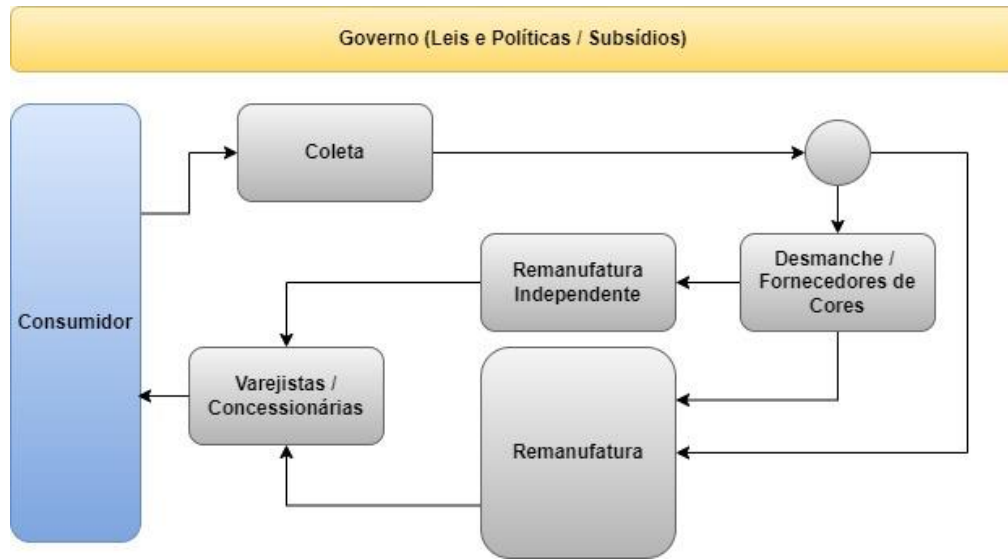 Governo (Leis e Políticas / Subsídios)
Coleta
Remanufatura
Independente
Desmanche /
Fornecedores de
Cores
Consumidor
Varejistas /
Concessionárias
Remanufatura